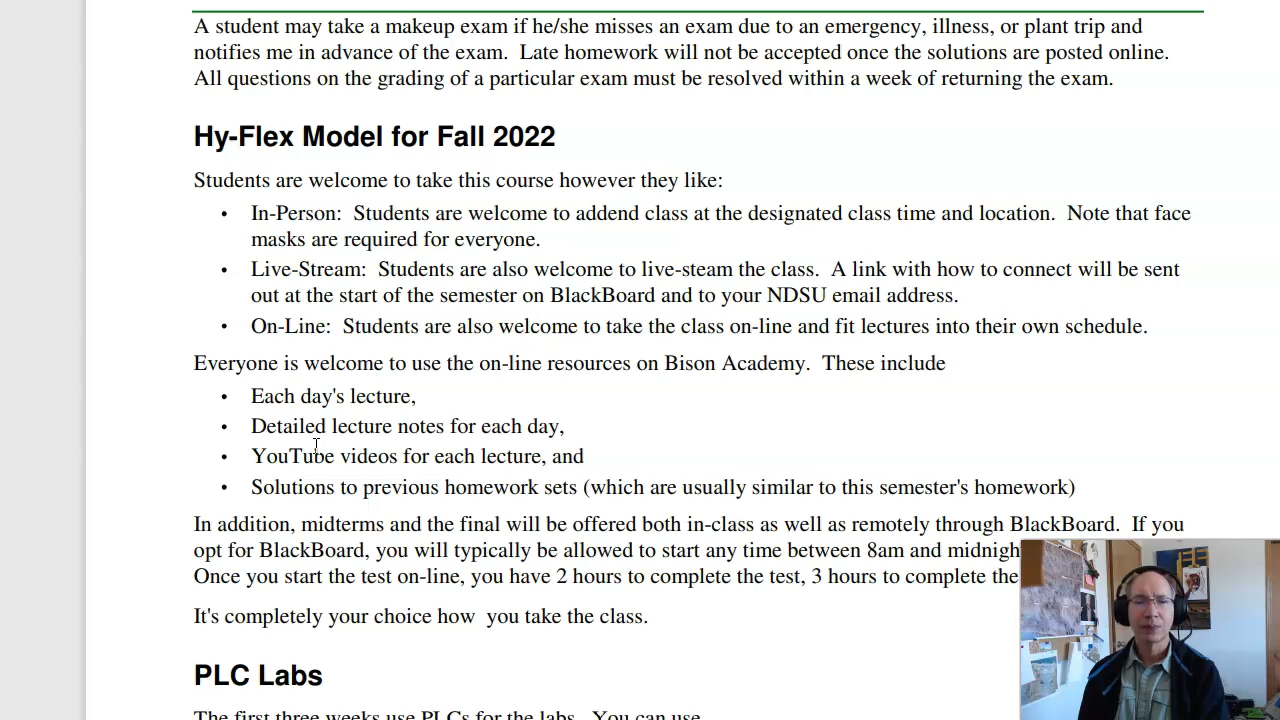 A student may take a makeup exam if he/she misses an exam due to an emergency, illness, or plant trip and
notifies me in advance of the exam.  Late homework will not be accepted once the solutions are posted online.
All questions on the grading of a particular exam must be resolved within a week of returning the exam.
Hy-Flex Model for Fall 2022
Students are welcome to take this course however they like:
• In-Person:  Students are welcome to addend class at the designated class time and location.  Note that face
masks are required for everyone.
• Live-Stream:  Students are also welcome to live-steam the class.  A link with how to connect will be sent
out at the start of the semester on BlackBoard and to your NDSU email address.
• On-Line:  Students are also welcome to take the class on-line and fit lectures into their own schedule.
Everyone is welcome to use the on-line resources on Bison Academy.  These include
• Each day's lecture,
• Detailed lecture notes for each day,
• YouTube videos for each lecture, and
• Solutions to previous homework sets (which are usually similar to this semester's homework)
In addition, midterms and the final will be offered both in-class as well as remotely through BlackBoard.  If you
opt for BlackBoard, you will typically be allowed to start any time between 8am and
Once you start the test on-line, you have 2 hours to complete the test, 3 hours to complete the
It's completely your choice how  you take the class.
PLC Labs
The first three weeks use PLCs for the labs.  You can use